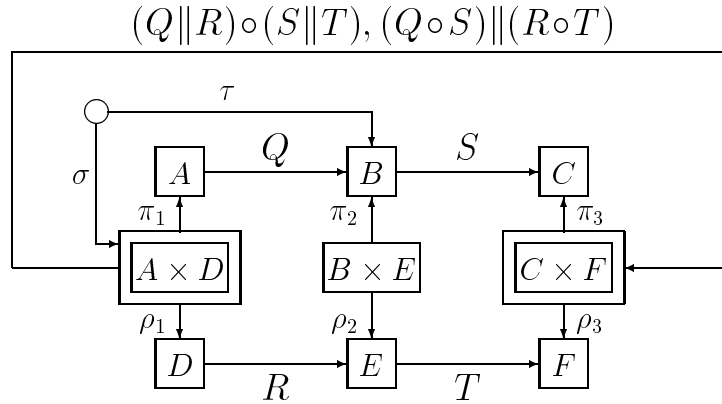 (Q∥R)∘(S∥T), (Q∘S)∥(R∘T)
τ
Q S
σ A B C
π₁ π₂ π₃
A × D B × E C × F
ρ₁ ρ₂ ρ₃
D E F
R T